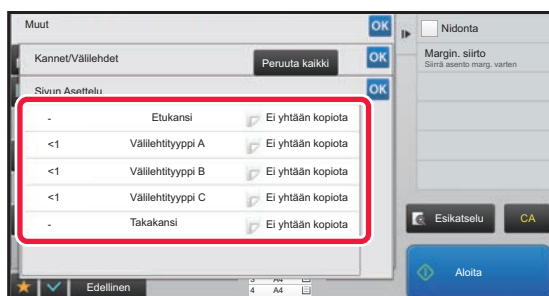 Muut
OK
Kannet/Välilehdet
Peruuta kaikki
OK
Sivun Asettelu
OK
- Etukansi Ei yhtään kopiota
<1 Välilehtityyppi A Ei yhtään kopiota
<1 Välilehtityyppi B Ei yhtään kopiota
<1 Välilehtityyppi C Ei yhtään kopiota
- Takakansi Ei yhtään kopiota
Edellinen
3 A4
4 A4
Nidonta
Margin. siirto
Siirrä asento marg. varten
Esikatselu
CA
Aloita